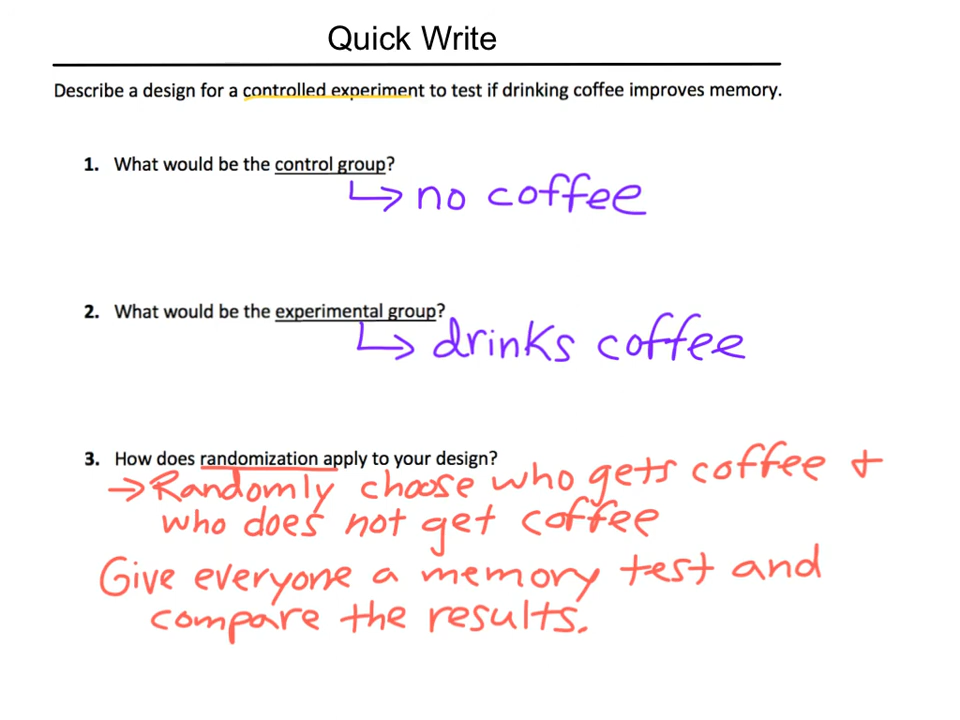 Quick Write
Describe a design for a controlled experiment to test if drinking coffee improves memory.
1. What would be the control group?
↳ no coffee
2. What would be the experimental group?
↳ drinks coffee
3. How does randomization apply to your design?
→ Randomly choose who gets coffee +
who does not get coffee
Give everyone a memory test and
compare the results.